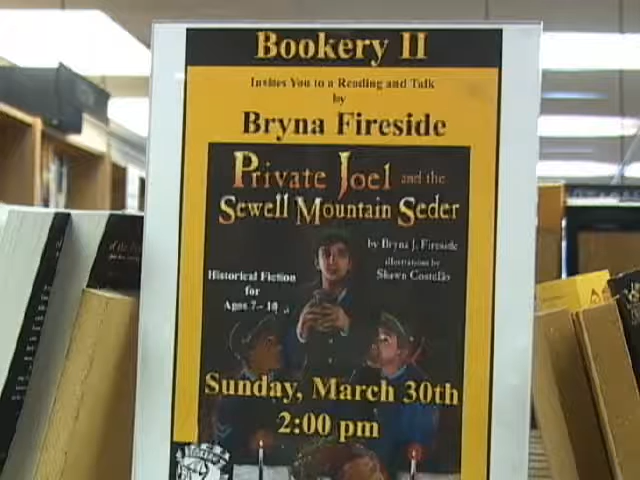 Bookery II
Invites You to a Reading and Talk
by
Bryna Fireside
Private Joel and the
Sewell Mountain Seder
by Bryna J. Fireside
illustrations by
Shawn Costello
Historical Fiction
for
Ages 7-10
Sunday, March 30th
2:00 pm